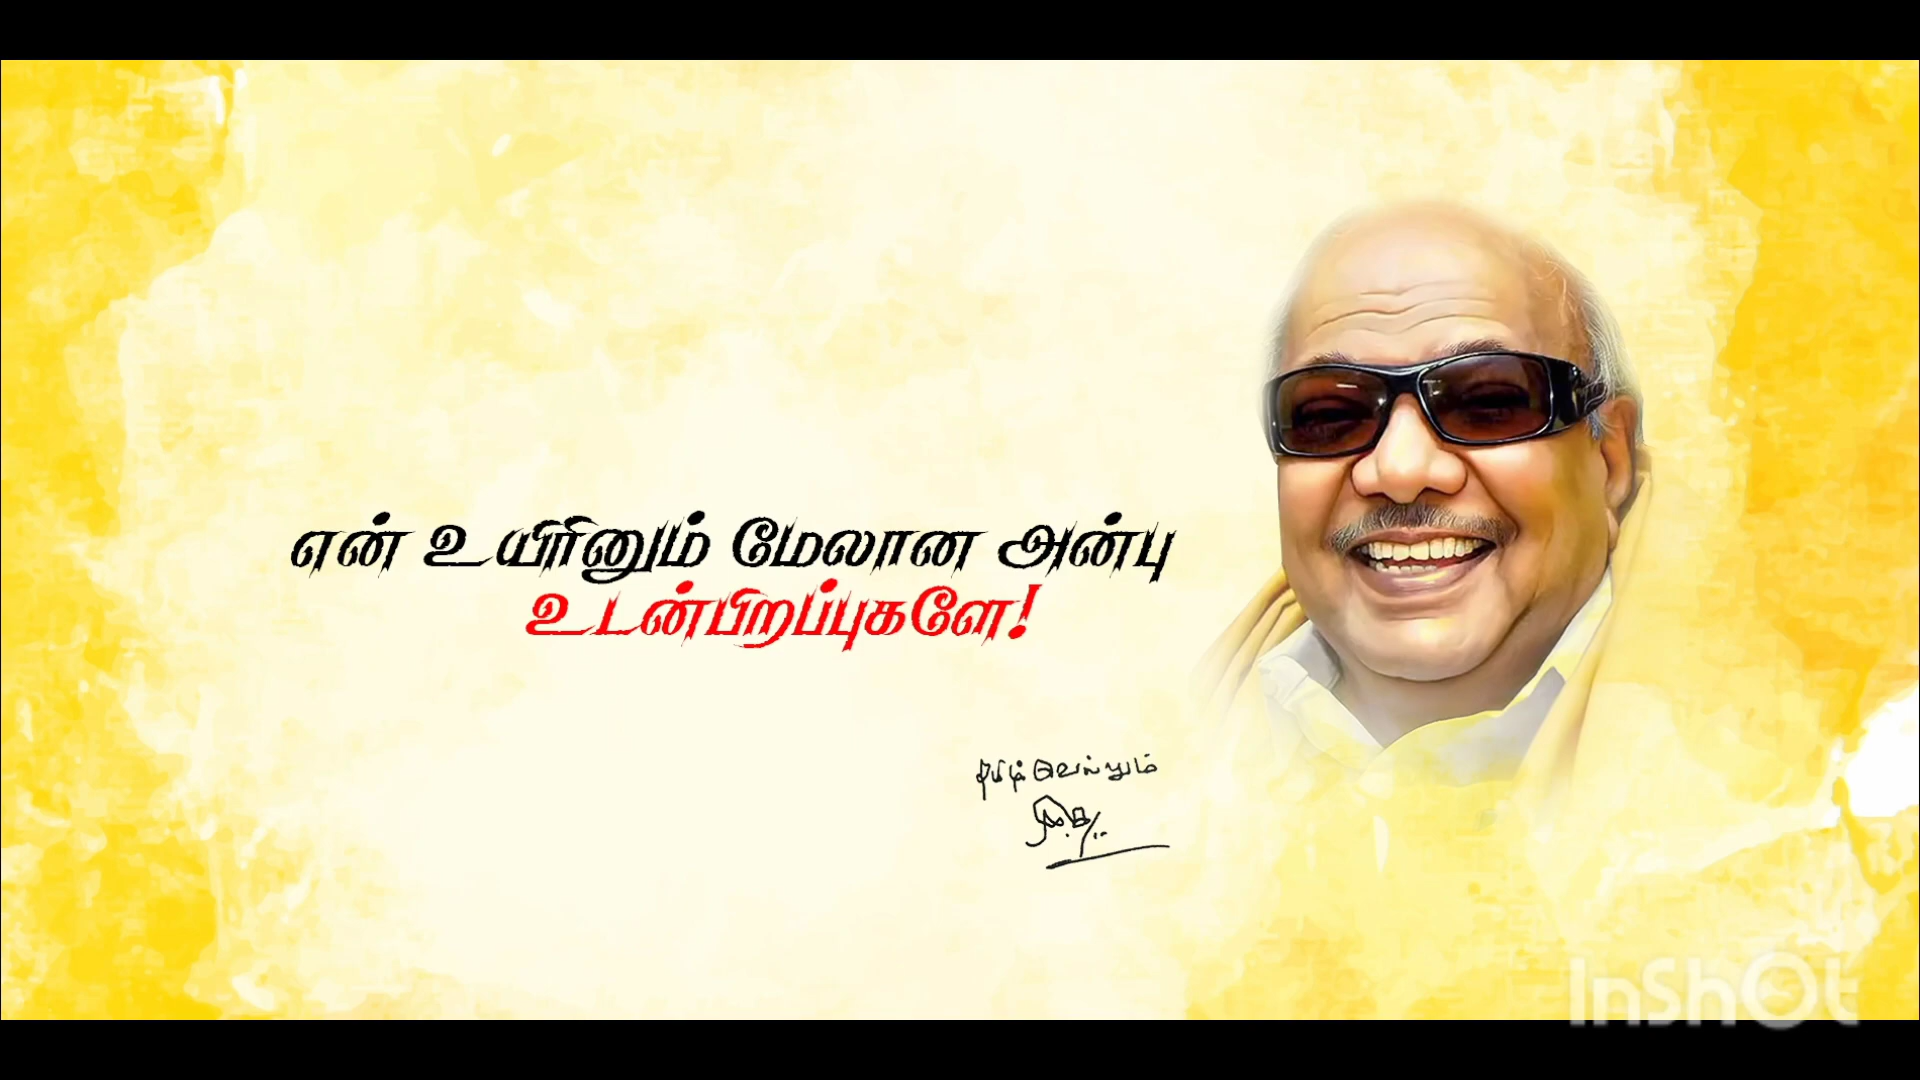 என் உயிரினும் மேலான அன்பு
உடன்பிறப்புகளே!
தமிழ் வெல்லும்
மு.க.
InShOt